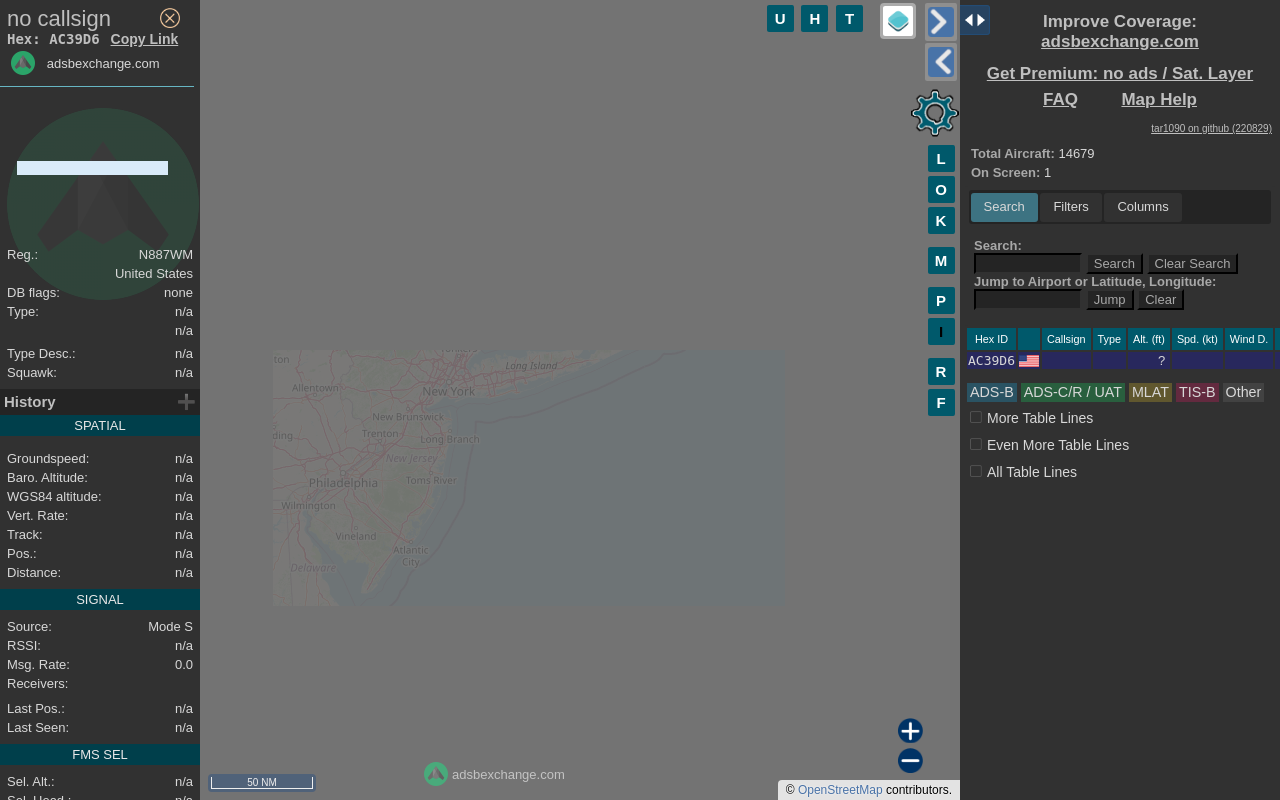 no callsign
Hex: AC39D6 Copy Link
adsbexchange.com
Reg.: N887WM
United States
DB flags: none
Type: n/a
n/a
Type Desc.: n/a
Squawk: n/a
History
SPATIAL
Groundspeed: n/a
Baro. Altitude: n/a
WGS84 altitude: n/a
Vert. Rate: n/a
Track: n/a
Pos.: n/a
Distance: n/a
SIGNAL
Source: Mode S
RSSI: n/a
Msg. Rate: 0.0
Receivers:
Last Pos.: n/a
Last Seen: n/a
FMS SEL
Sel. Alt.: n/a
Sel. Head.: n/a
U H T
L
O
K
M
P
I
R
F
Long Island
Allentown
New York
New Brunswick
Trenton
Long Branch
New Jersey
Philadelphia
Toms River
Wilmington
Vineland
Atlantic
City
Delaware
50 NM
adsbexchange.com
© OpenStreetMap contributors.
Improve Coverage:
adsbexchange.com
Get Premium: no ads / Sat. Layer
FAQ Map Help
tar1090 on github (220829)
Total Aircraft: 14679
On Screen: 1
Search Filters Columns
Search:
Search Clear Search
Jump to Airport or Latitude, Longitude:
Jump Clear
Hex ID Callsign Type Alt. (ft) Spd. (kt) Wind D.
AC39D6 ?
ADS-B ADS-C/R / UAT MLAT TIS-B Other
More Table Lines
Even More Table Lines
All Table Lines